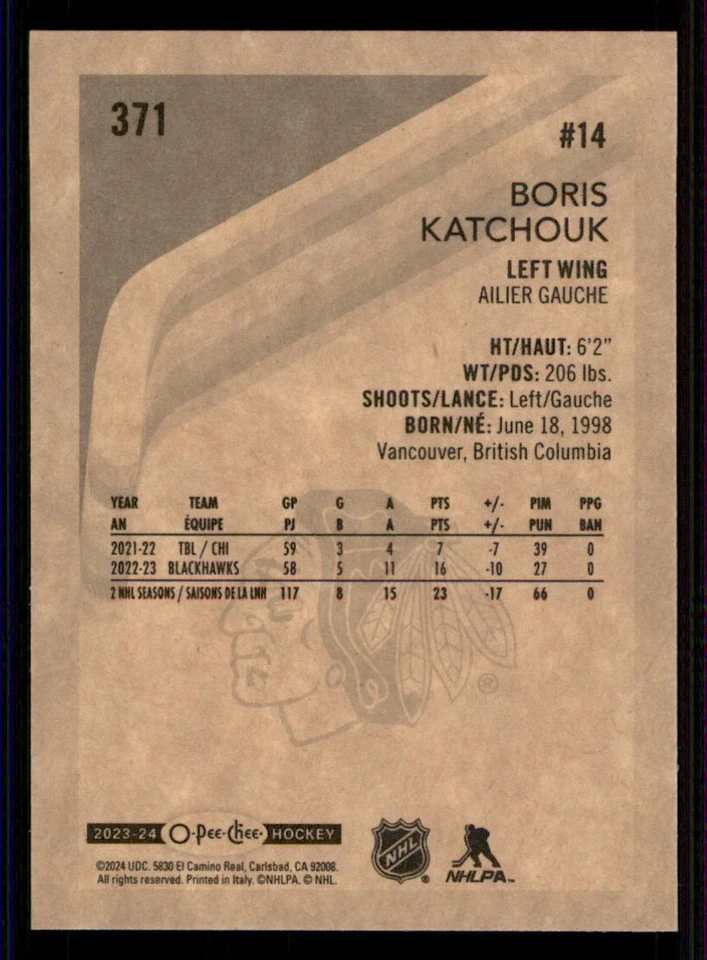 371
#14
BORIS
KATCHOUK
LEFT WING
AILIER GAUCHE
HT/HAUT: 6'2"
WT/PDS: 206 lbs.
SHOOTS/LANCE: Left/Gauche
BORN/NÉ: June 18, 1998
Vancouver, British Columbia
YEAR TEAM GP G A PTS +/- PIM PPG
AN ÉQUIPE PJ B A PTS +/- PUN BAN
2021-22 TBL / CHI 59 3 4 7 -7 39 0
2022-23 BLACKHAWKS 58 5 11 16 -10 27 0
2 NHL SEASONS / SAISONS DE LA LNH 117 8 15 23 -17 66 0
®
2023-24 O-Pee-Chee HOCKEY
©2024 UDC. 5830 El Camino Real, Carlsbad, CA 92008.
All rights reserved. Printed in Italy. ©NHLPA. © NHL.
NHL ®
NHLPA™